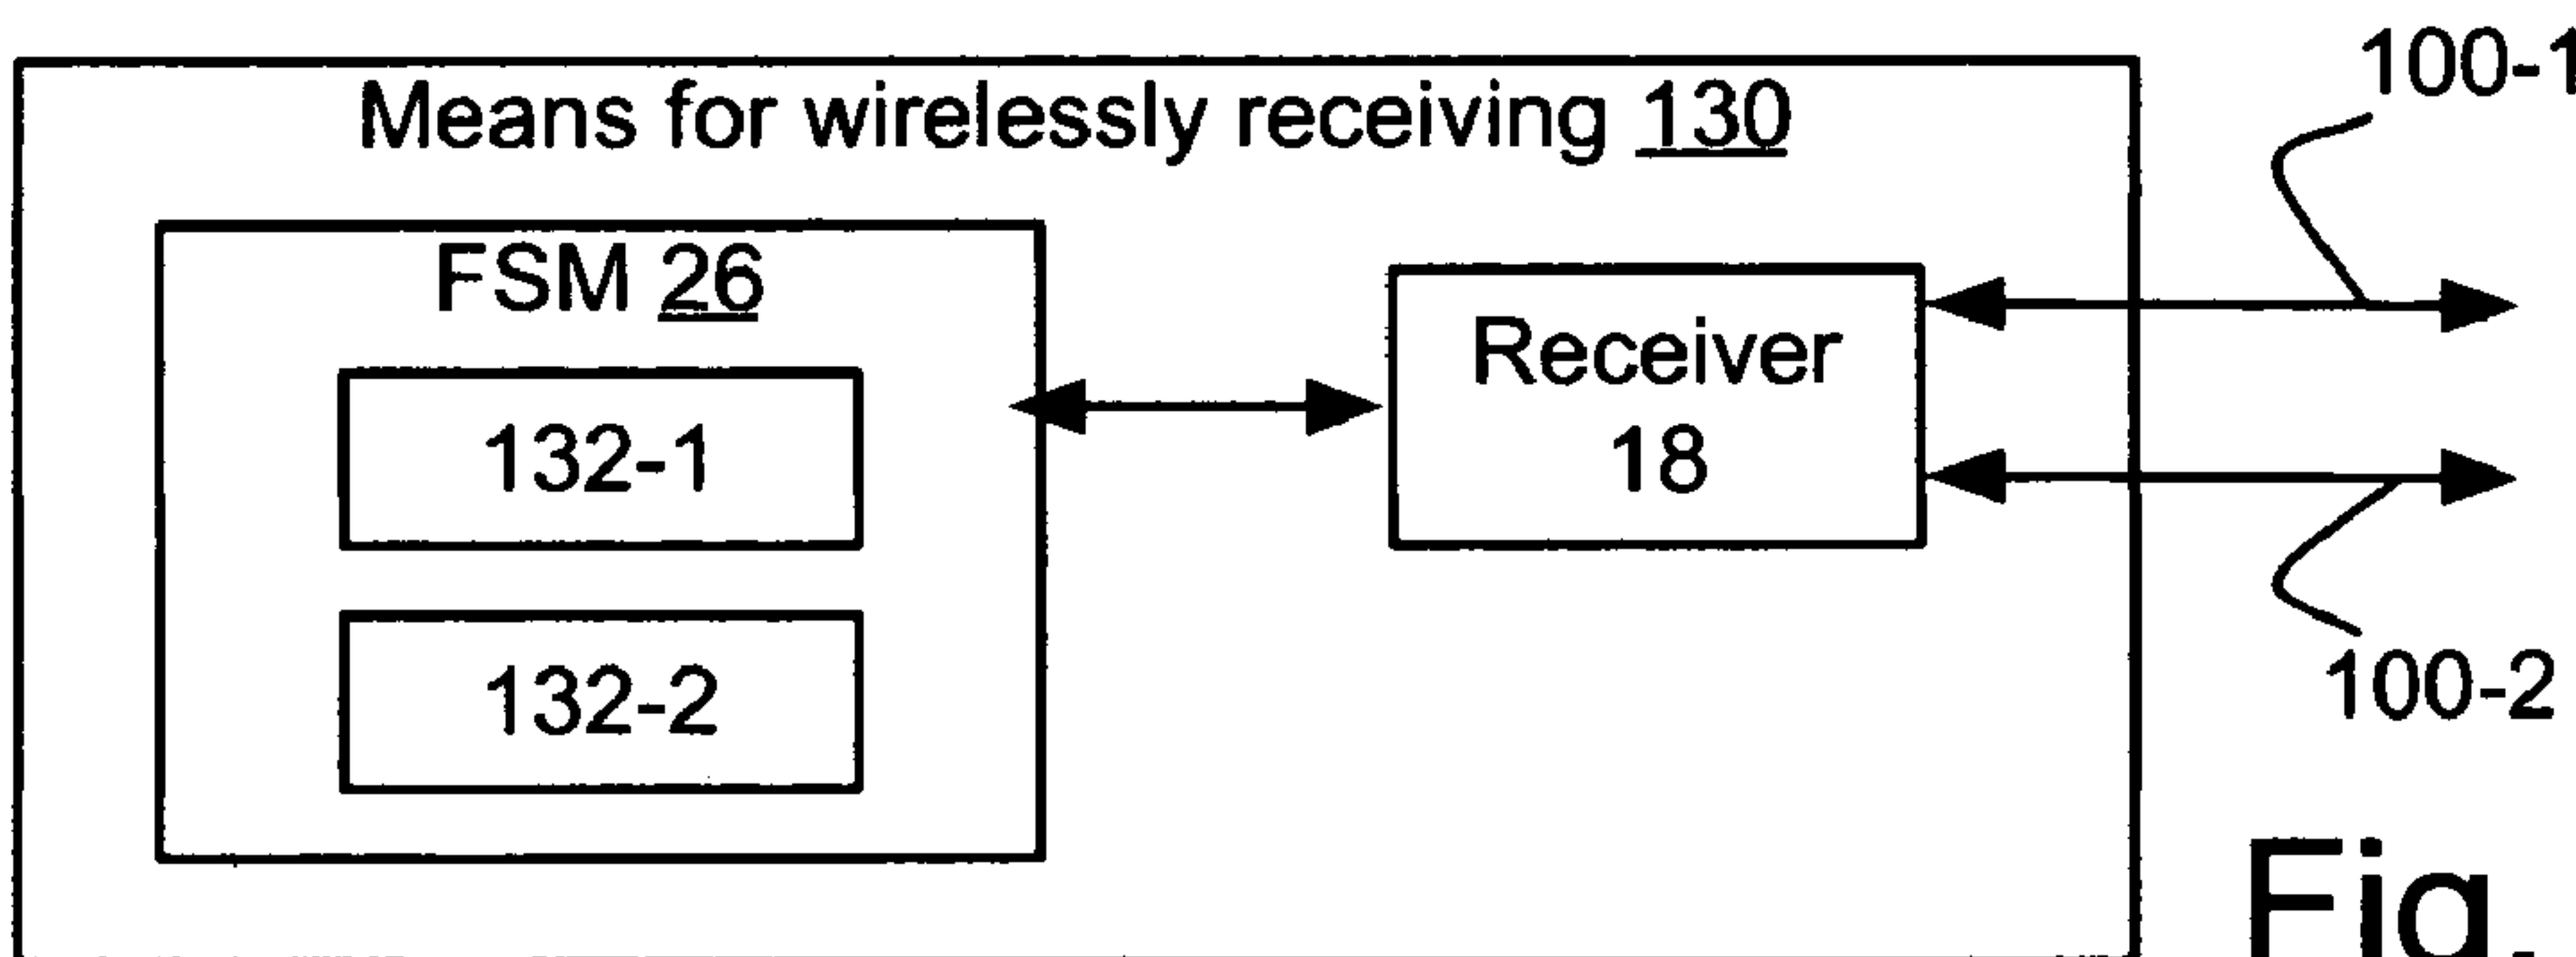 Means for wirelessly receiving 130
100-1
FSM 26
Receiver
18
132-1
132-2
100-2
Fig.